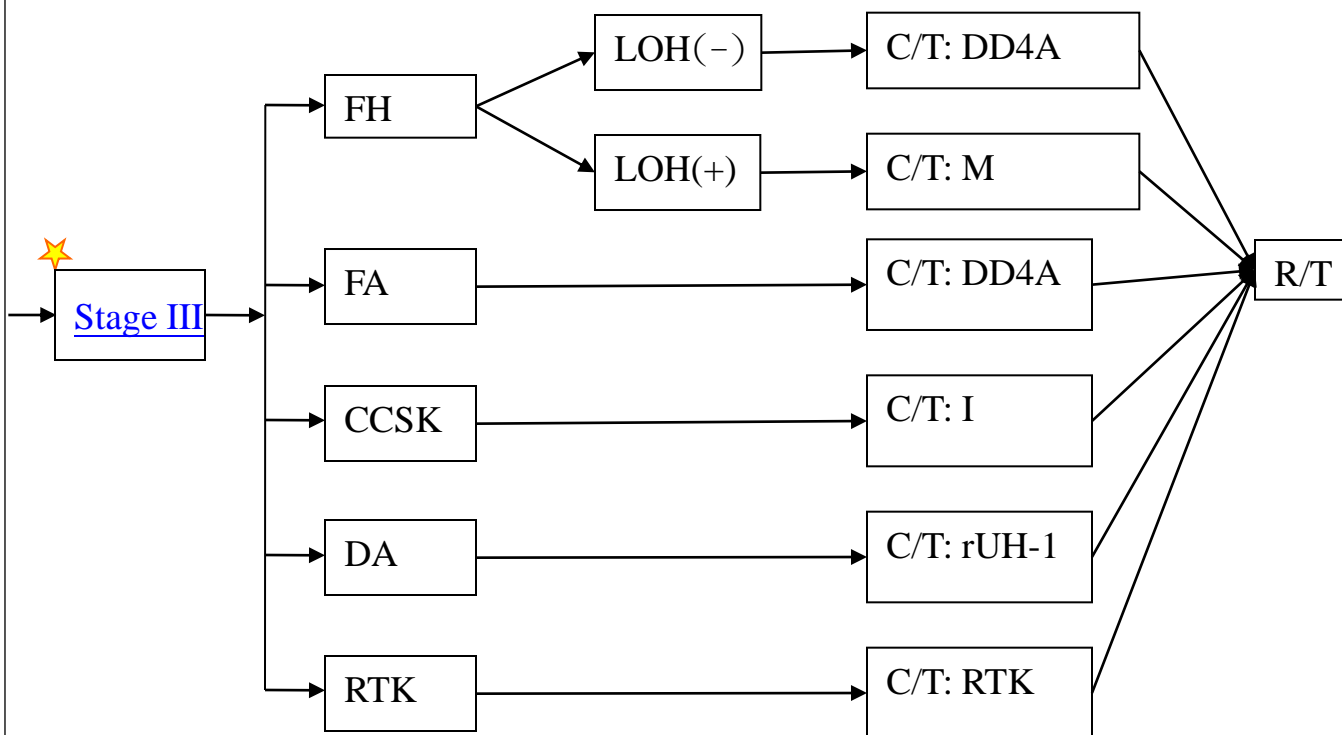 LOH(-)
C/T: DD4A
FH
LOH(+)
C/T: M
FA
C/T: DD4A
R/T
Stage III
CCSK
C/T: I
DA
C/T: rUH-1
RTK
C/T: RTK